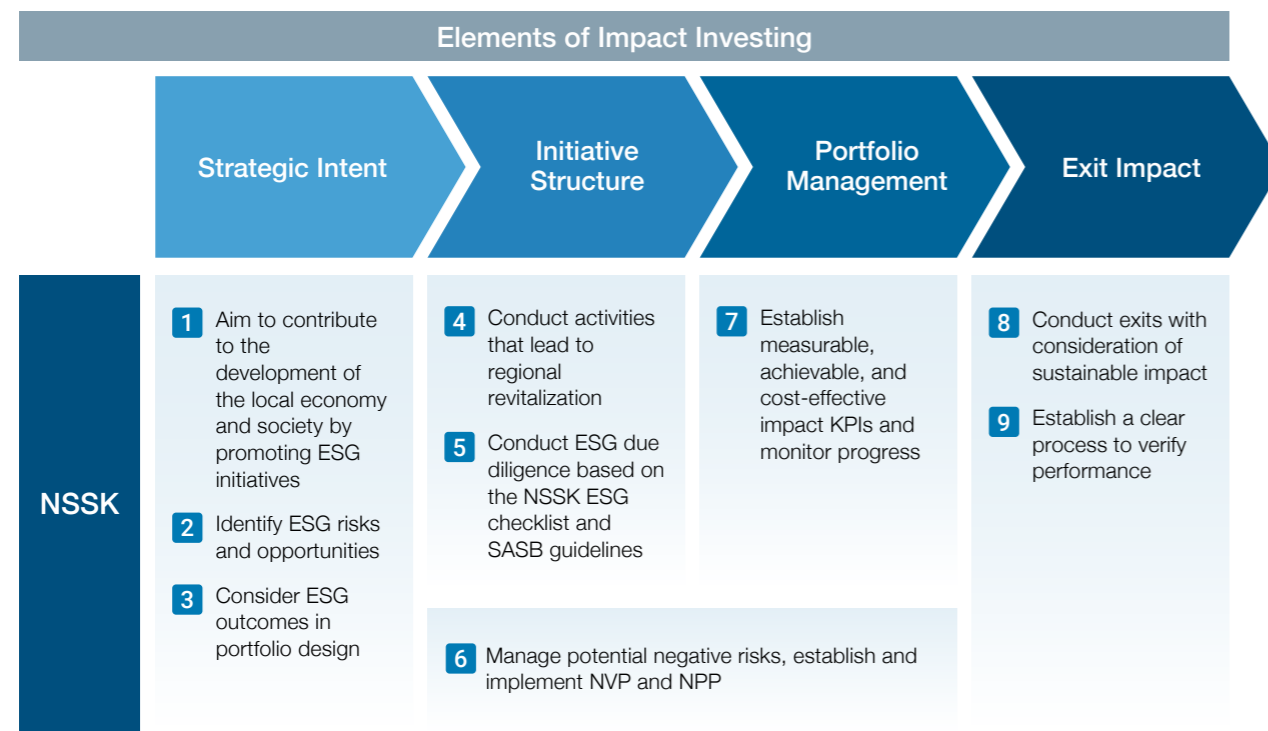 Elements of Impact Investing
Strategic Intent
Initiative
Structure
Portfolio
Management
Exit Impact
NSSK
1 Aim to contribute
to the
development of
the local economy
and society by
promoting ESG
initiatives
2 Identify ESG risks
and opportunities
3 Consider ESG
outcomes in
portfolio design
4 Conduct activities
that lead to
regional
revitalization
5 Conduct ESG due
diligence based on
the NSSK ESG
checklist and
SASB guidelines
6 Manage potential negative risks, establish and
implement NVP and NPP
7 Establish
measurable,
achievable, and
cost-effective
impact KPIs and
monitor progress
8 Conduct exits with
consideration of
sustainable impact
9 Establish a clear
process to verify
performance